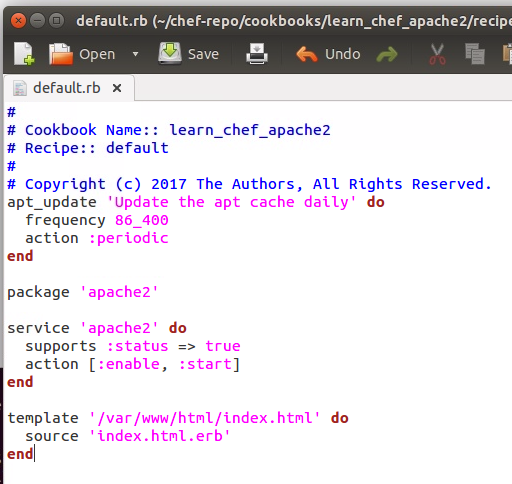 default.rb (~/chef-repo/cookbooks/learn_chef_apache2/recipe
Open Save Undo
default.rb ×
#
# Cookbook Name:: learn_chef_apache2
# Recipe:: default
#
# Copyright (c) 2017 The Authors, All Rights Reserved.
apt_update 'Update the apt cache daily' do
  frequency 86_400
  action :periodic
end

package 'apache2'

service 'apache2' do
  supports :status => true
  action [:enable, :start]
end

template '/var/www/html/index.html' do
  source 'index.html.erb'
end